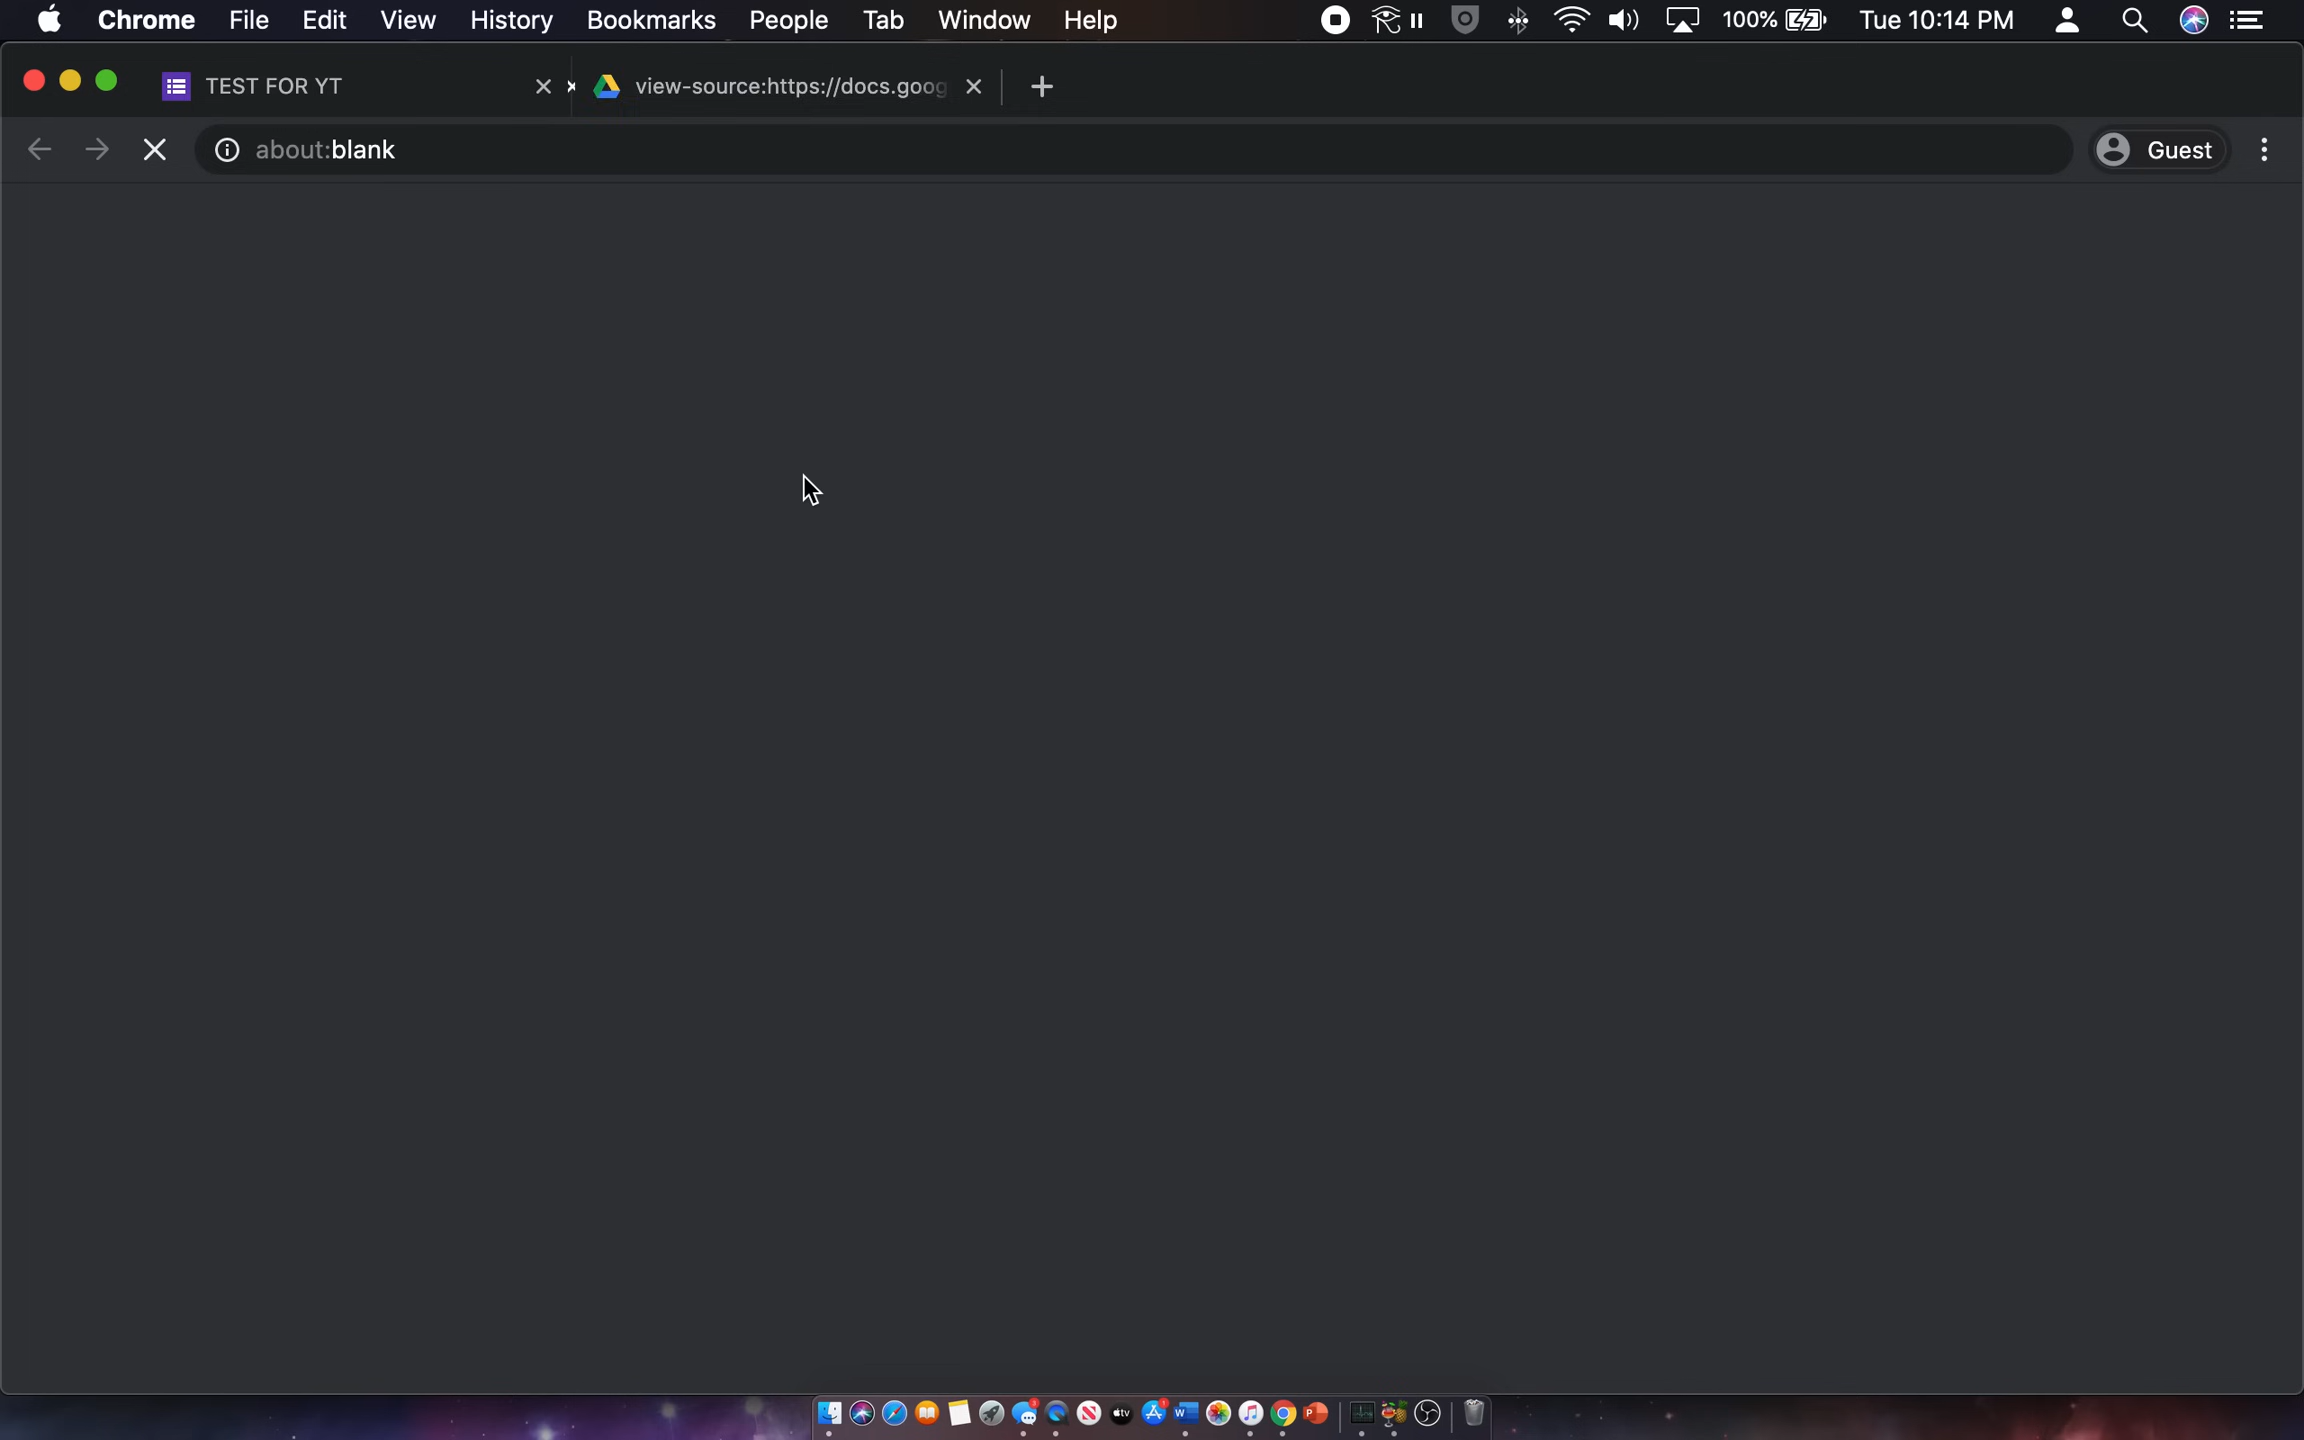 Chrome File Edit View History Bookmarks People Tab Window Help 100% Tue 10:14 PM
TEST FOR YT view-source:https://docs.goog
about:blank Guest